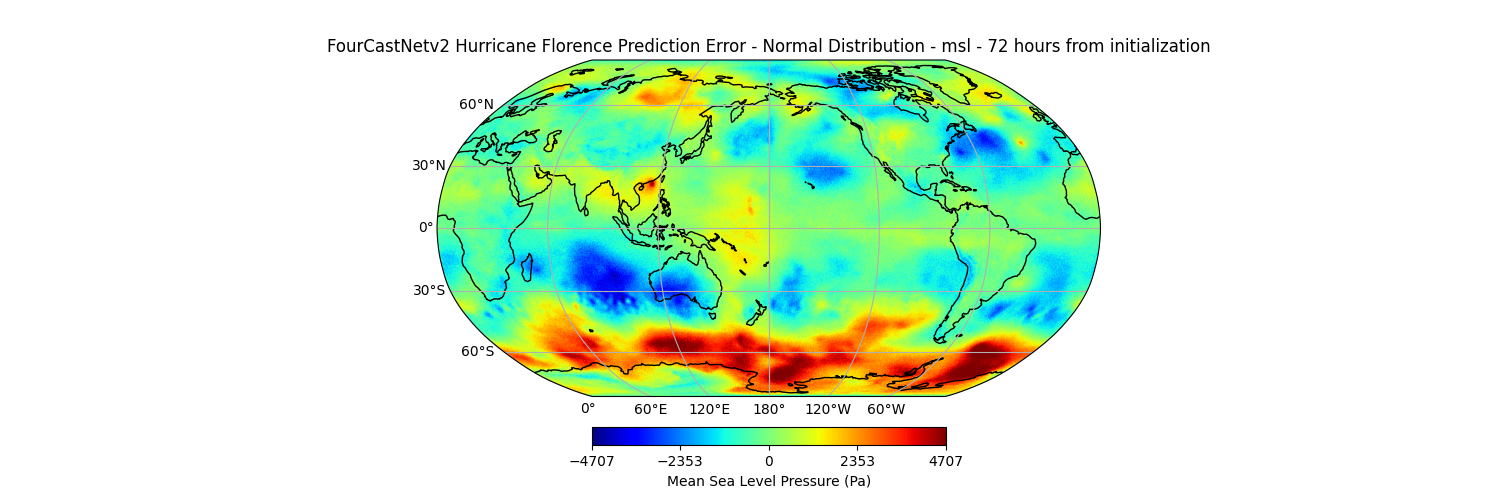 FourCastNetv2 Hurricane Florence Prediction Error - Normal Distribution - msl - 72 hours from initialization
60°N
30°N
0°
30°S
60°S
0° 60°E 120°E 180° 120°W 60°W
−4707 −2353 0 2353 4707
Mean Sea Level Pressure (Pa)